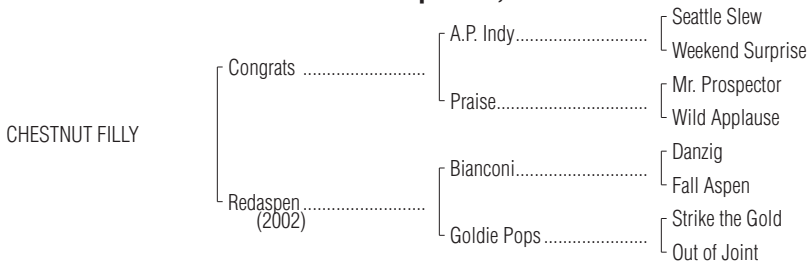 Seattle Slew
A.P. Indy........................
Weekend Surprise
Congrats ........................
Mr. Prospector
Praise............................
Wild Applause
CHESTNUT FILLY
Danzig
Bianconi........................
Fall Aspen
Redaspen........................
(2002)
Strike the Gold
Goldie Pops....................
Out of Joint